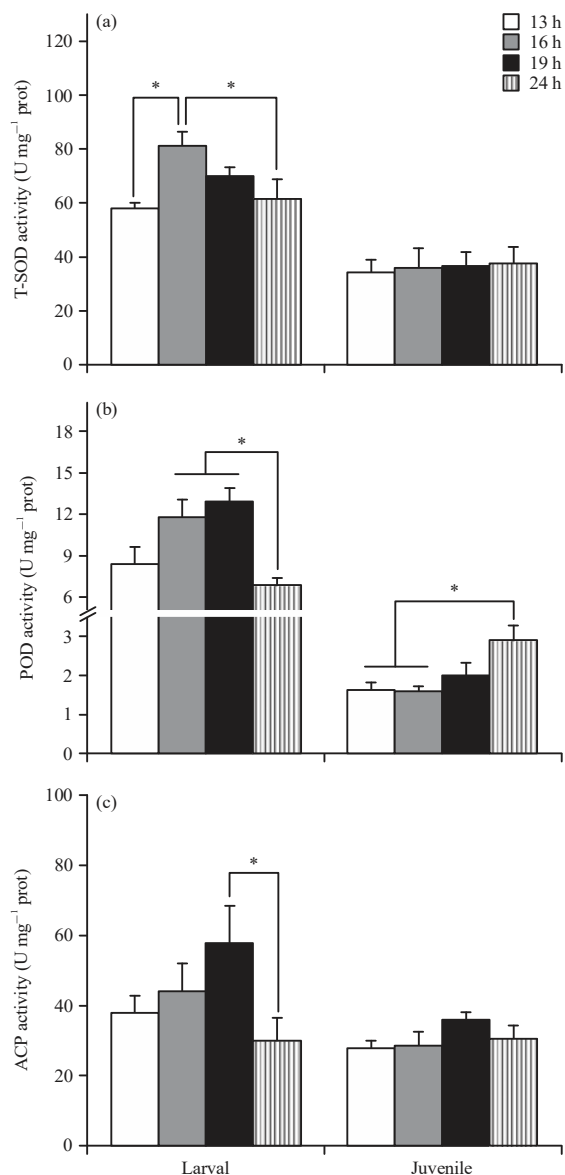 (a)
13 h
16 h
19 h
24 h
120
100
80
60
40
20
0
T-SOD activity (U mg−1 prot)
*
*
(b)
18
15
12
9
6
3
2
1
0
POD activity (U mg−1 prot)
*
*
(c)
100
80
60
40
20
0
ACP activity (U mg−1 prot)
*
Larval
Juvenile